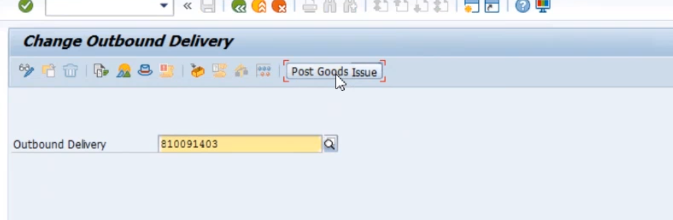 Change Outbound Delivery
Post Goods Issue
Outbound Delivery 810091403